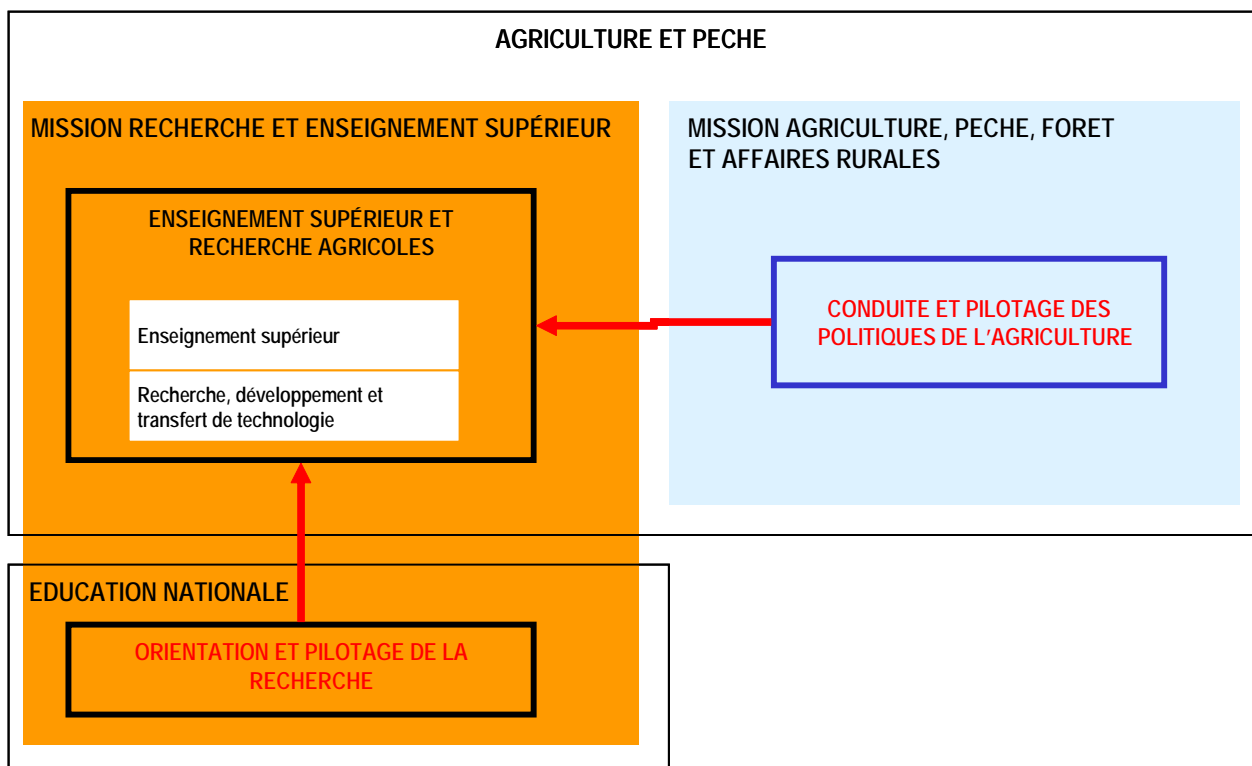 AGRICULTURE ET PECHE
MISSION RECHERCHE ET ENSEIGNEMENT SUPÉRIEUR
ENSEIGNEMENT SUPÉRIEUR ET
RECHERCHE AGRICOLES
Enseignement supérieur
Recherche, développement et
transfert de technologie
MISSION AGRICULTURE, PECHE, FORET
ET AFFAIRES RURALES
CONDUITE ET PILOTAGE DES
POLITIQUES DE L’AGRICULTURE
EDUCATION NATIONALE
ORIENTATION ET PILOTAGE DE LA
RECHERCHE